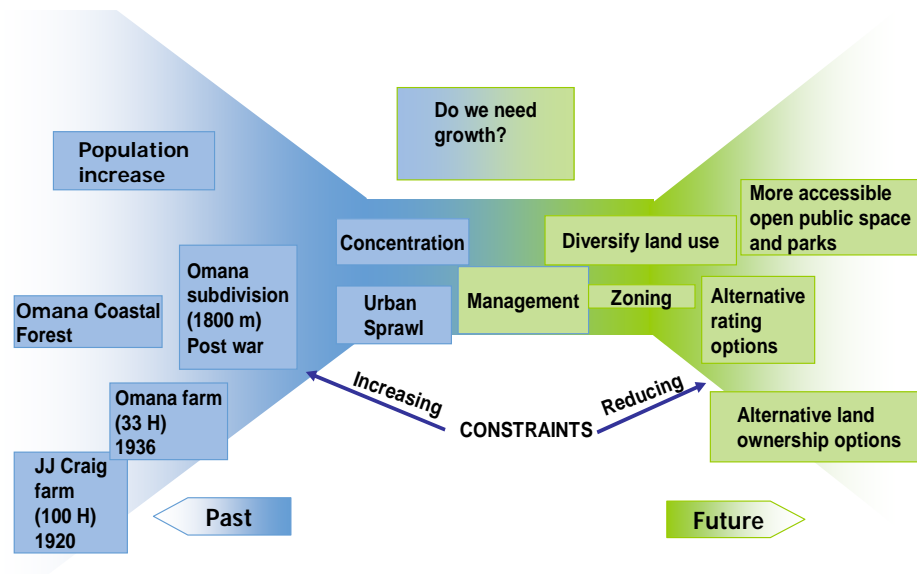 Do we need
growth?
Population
increase
More accessible
open public space
and parks
Concentration
Diversify land use
Omana
subdivision
(1800 m)
Post war
Omana Coastal
Forest
Urban
Sprawl
Management
Zoning
Alternative
rating
options
Increasing
CONSTRAINTS
Reducing
Omana farm
(33 H)
1936
Alternative land
ownership options
JJ Craig
farm
(100 H)
1920
Past
Future